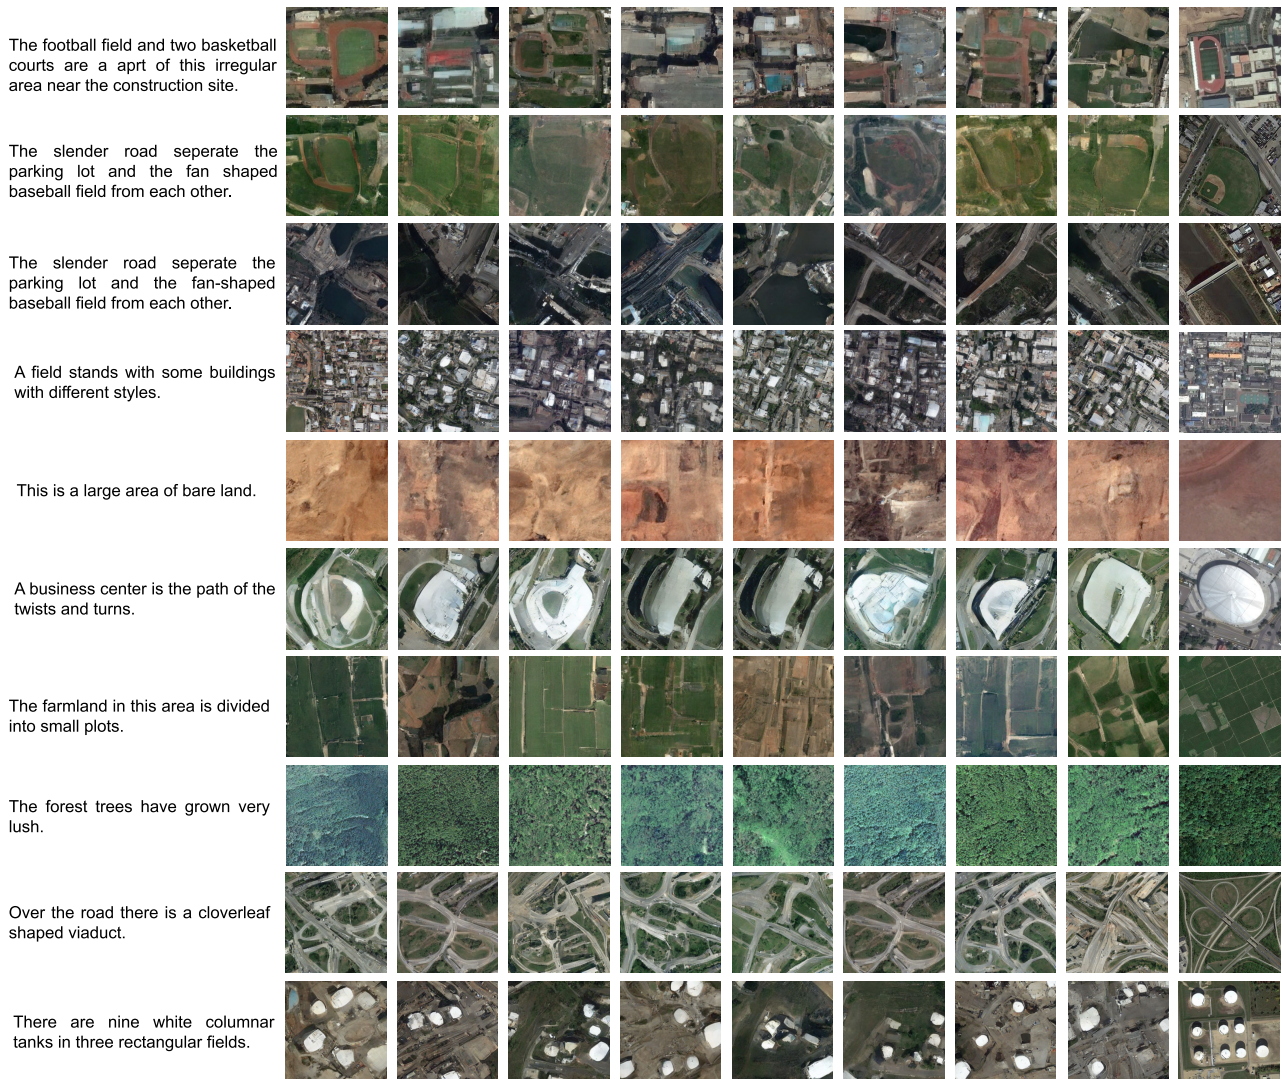 The football field and two basketball
courts are a aprt of this irregular
area near the construction site.
The slender road seperate the
parking lot and the fan shaped
baseball field from each other.
The slender road seperate the
parking lot and the fan-shaped
baseball field from each other.
A field stands with some buildings
with different styles.
This is a large area of bare land.
A business center is the path of the
twists and turns.
The farmland in this area is divided
into small plots.
The forest trees have grown very
lush.
Over the road there is a cloverleaf
shaped viaduct.
There are nine white columnar
tanks in three rectangular fields.